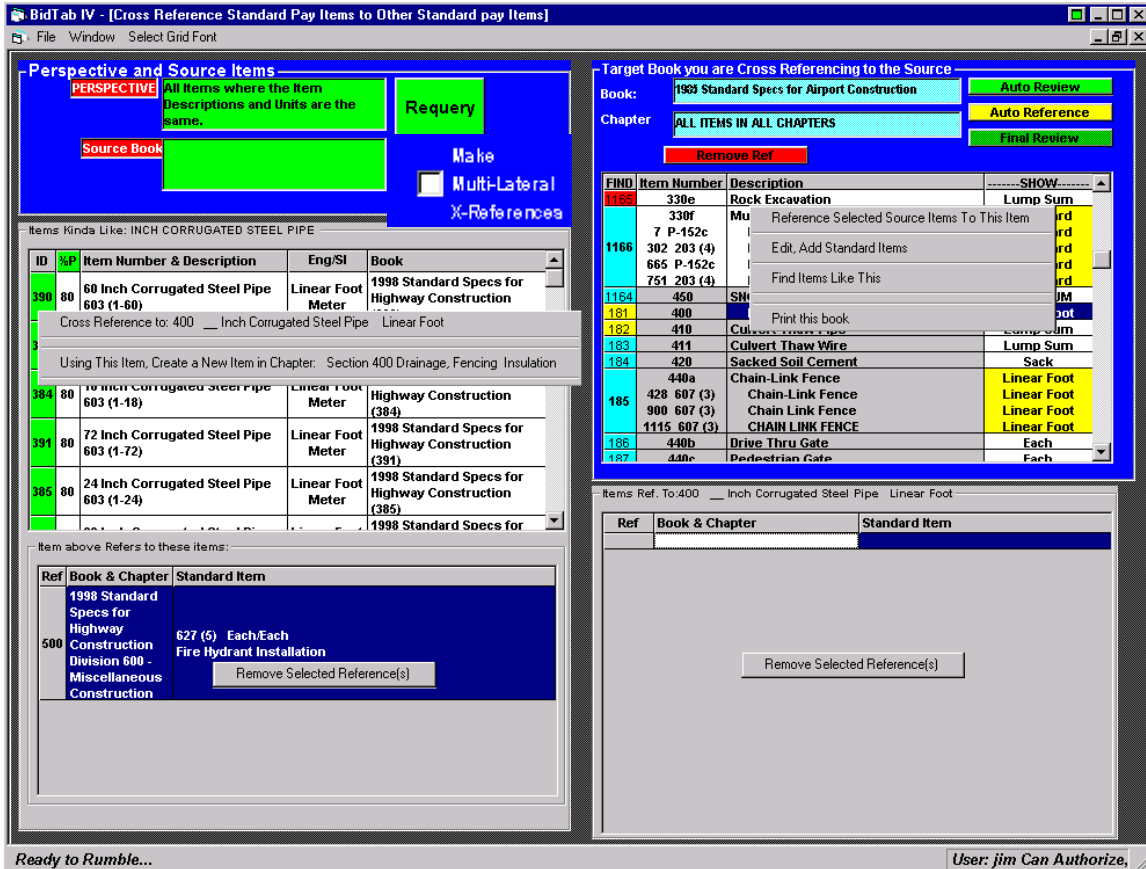 BidTab IV - [Cross Reference Standard Pay Items to Other Standard pay Items]
File Window Select Grid Font
Perspective and Source Items
PERSPECTIVE
All Items where the Item
Descriptions and Units are the
same.
Requery
Source Book
Make
Multi-Lateral
X-References
Items Kinda Like: INCH CORRUGATED STEEL PIPE
ID %P Item Number & Description Eng/SI Book
390 80 60 Inch Corrugated Steel Pipe Linear Foot 1998 Standard Specs for
603 (1-60) Meter Highway Construction
Cross Reference to: 400 __ Inch Corrugated Steel Pipe Linear Foot
Using This Item, Create a New Item in Chapter: Section 400 Drainage, Fencing Insulation
384 80 603 (1-18) Meter Highway Construction
(384)
391 80 72 Inch Corrugated Steel Pipe Linear Foot 1998 Standard Specs for
603 (1-72) Meter Highway Construction
(391)
385 80 24 Inch Corrugated Steel Pipe Linear Foot 1998 Standard Specs for
603 (1-24) Meter Highway Construction
(385)
1998 Standard Specs for
Item above Refers to these items:
Ref Book & Chapter Standard Item
500
1998 Standard
Specs for
Highway
Construction
Division 600 -
Miscellaneous
Construction
627 (5) Each/Each
Fire Hydrant Installation
Remove Selected Reference(s)
Target Book you are Cross Referencing to the Source
Book: 1985 Standard Specs for Airport Construction
Chapter ALL ITEMS IN ALL CHAPTERS
Auto Review
Auto Reference
Final Review
Remove Ref
FIND Item Number Description -------SHOW-------
1165 330e Rock Excavation Lump Sum
330f
7 P-152c
1166 302 203 (4)
665 P-152c
751 203 (4)
Reference Selected Source Items To This Item
Edit, Add Standard Items
Find Items Like This
Print this book
1164 450
181 400
182 410 Culvert Thaw Pipe Lump Sum
183 411 Culvert Thaw Wire Lump Sum
184 420 Sacked Soil Cement Sack
440a Chain-Link Fence Linear Foot
185 428 607 (3) Chain-Link Fence Linear Foot
900 607 (3) Chain Link Fence Linear Foot
1115 607 (3) CHAIN LINK FENCE Linear Foot
186 440b Drive Thru Gate Each
187 440c Pedestrian Gate Each
Items Ref. To:400 __ Inch Corrugated Steel Pipe Linear Foot
Ref Book & Chapter Standard Item
Remove Selected Reference(s)
Ready to Rumble...
User: jim Can Authorize,